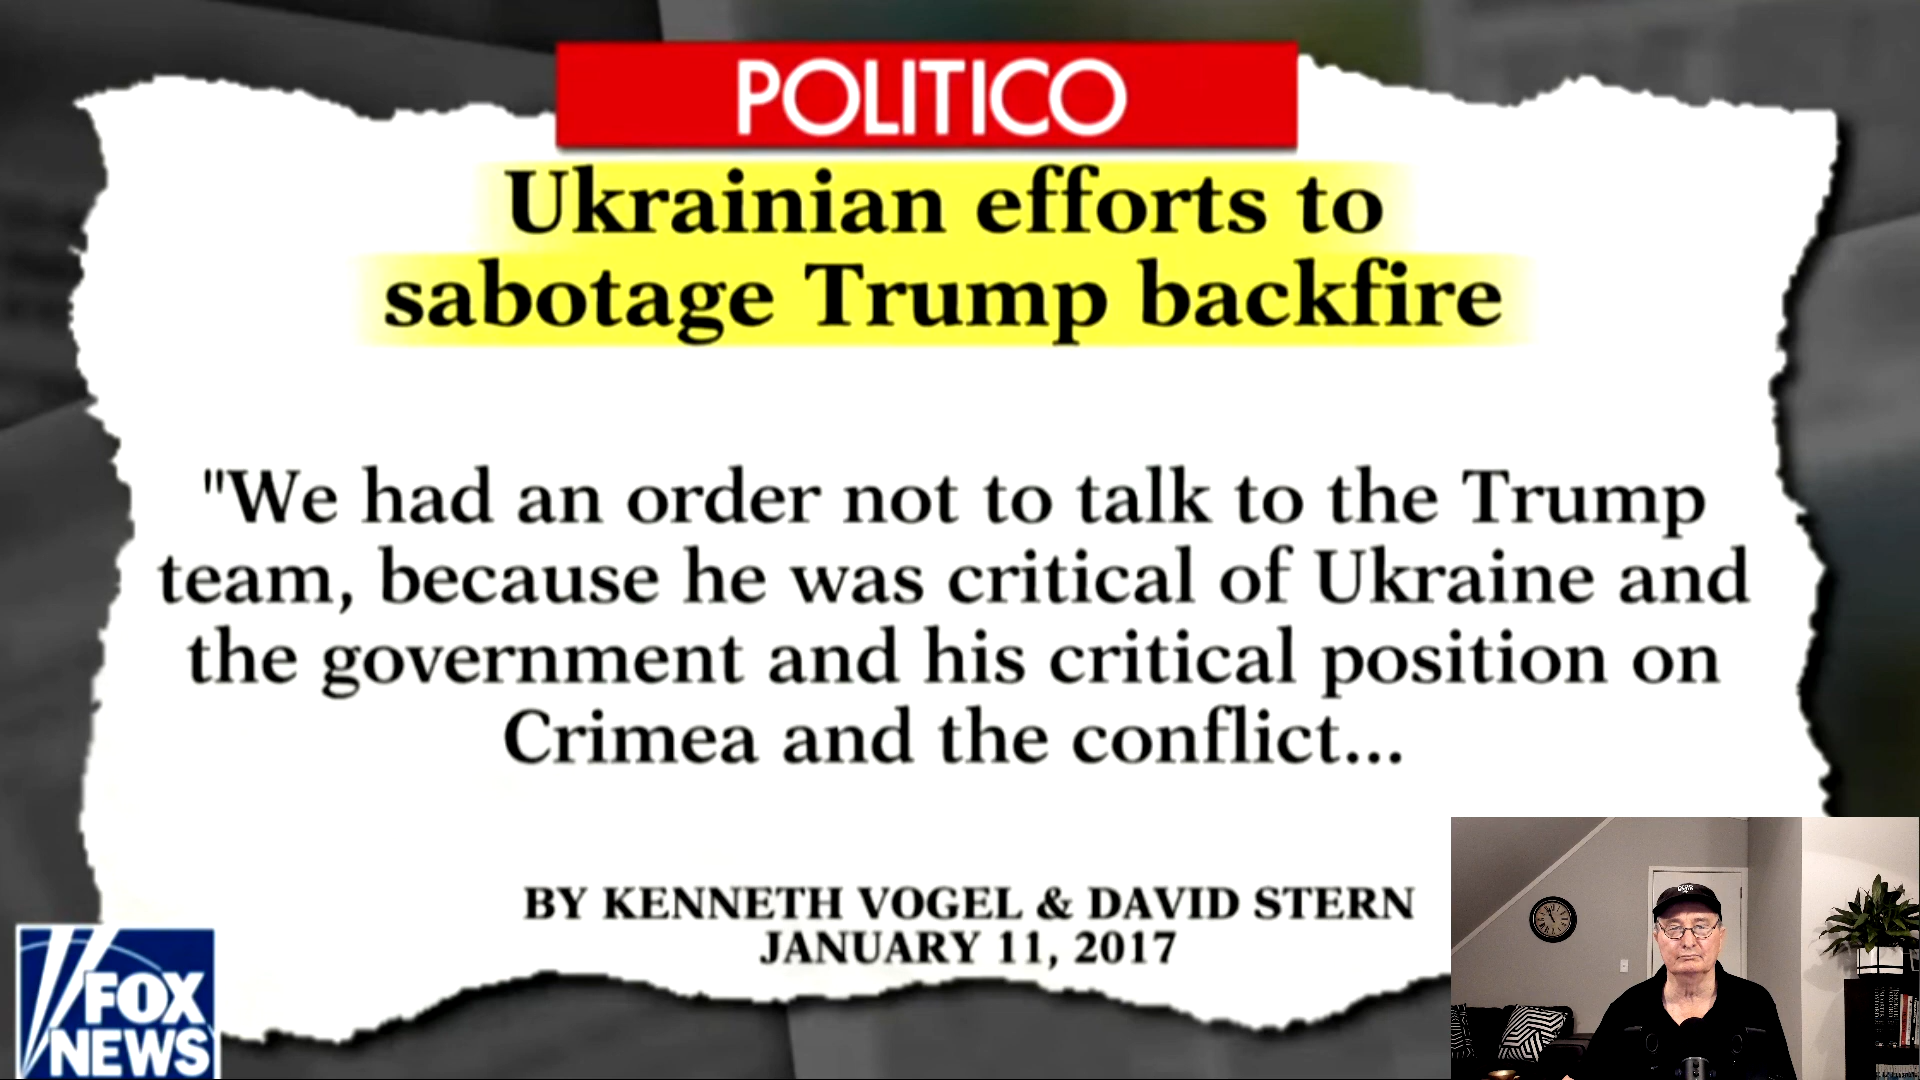 POLITICO
Ukrainian efforts to
sabotage Trump backfire
"We had an order not to talk to the Trump
team, because he was critical of Ukraine and
the government and his critical position on
Crimea and the conflict...
BY KENNETH VOGEL & DAVID STERN
JANUARY 11, 2017
FOX
NEWS